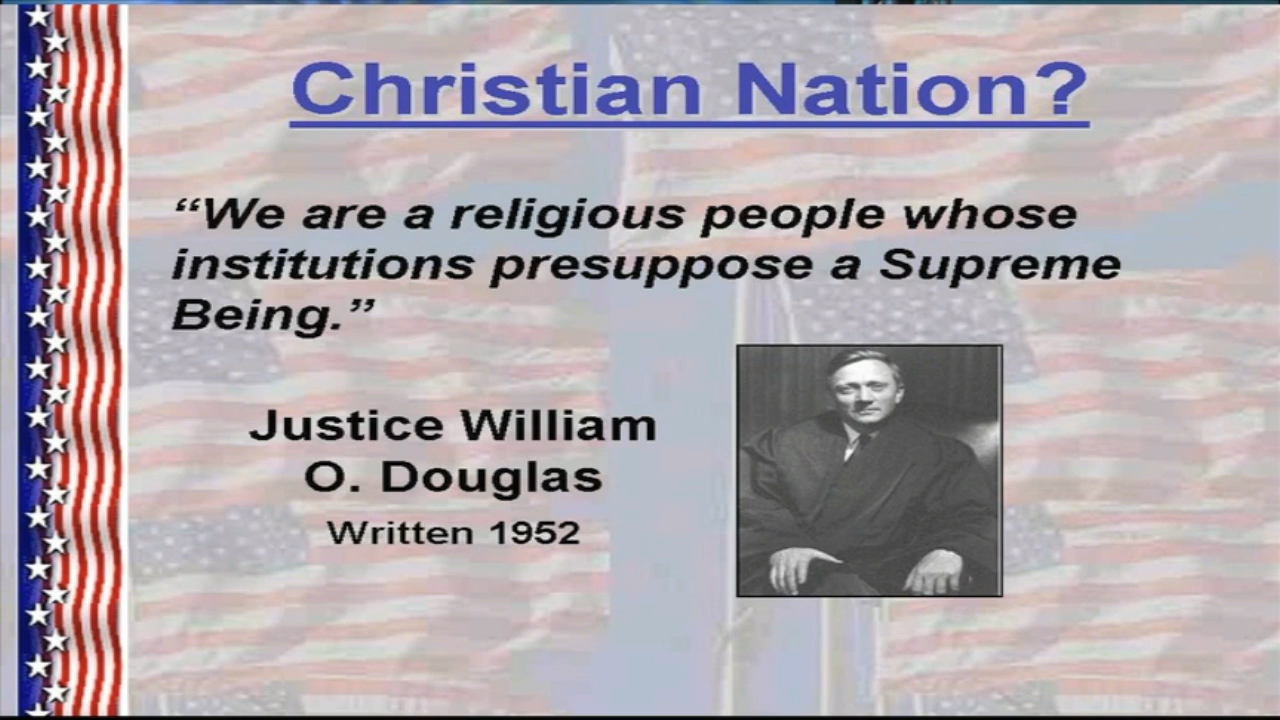 Christian Nation?
“We are a religious people whose
institutions presuppose a Supreme
Being.”
Justice William
O. Douglas
Written 1952